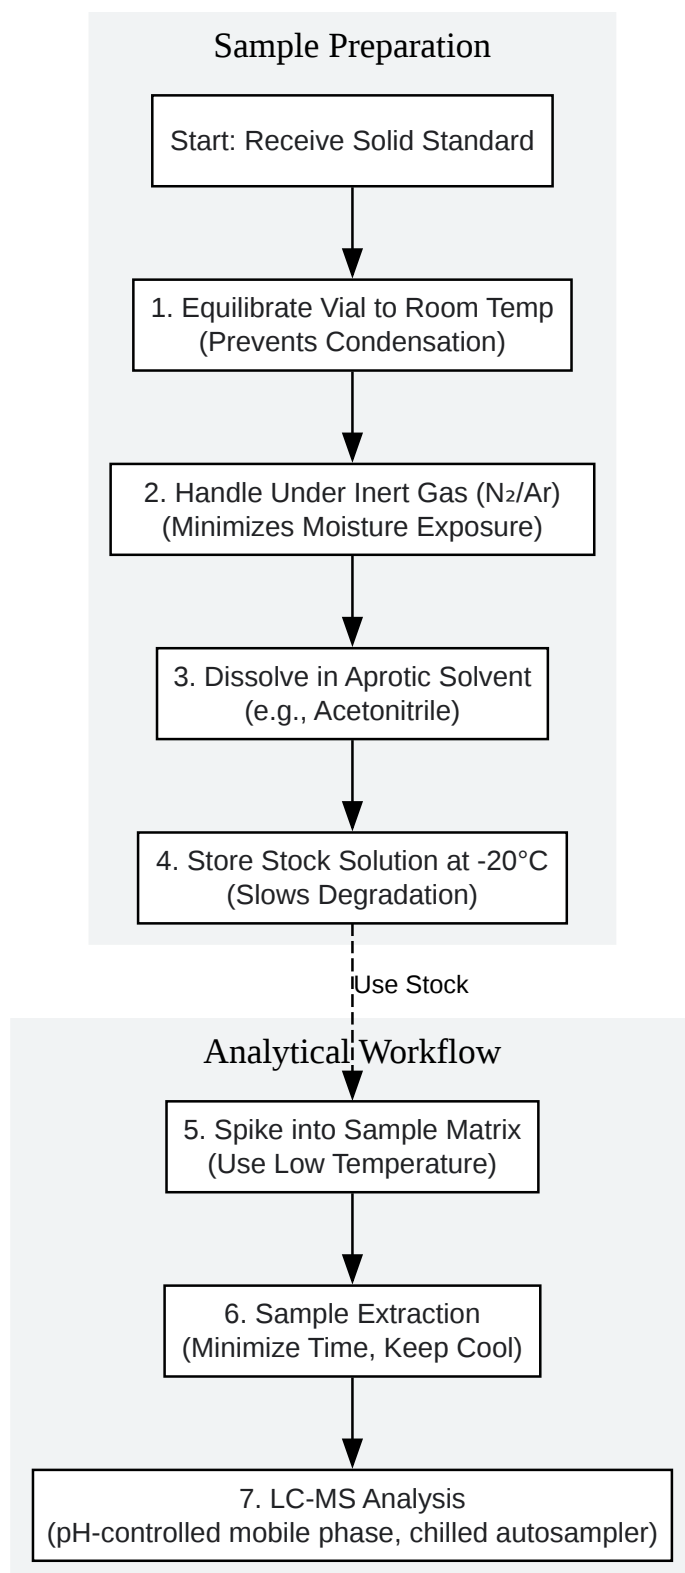 Sample Preparation
Start: Receive Solid Standard
1. Equilibrate Vial to Room Temp
(Prevents Condensation)
2. Handle Under Inert Gas (N₂/Ar)
(Minimizes Moisture Exposure)
3. Dissolve in Aprotic Solvent
(e.g., Acetonitrile)
4. Store Stock Solution at -20°C
(Slows Degradation)
Use Stock
Analytical Workflow
5. Spike into Sample Matrix
(Use Low Temperature)
6. Sample Extraction
(Minimize Time, Keep Cool)
7. LC-MS Analysis
(pH-controlled mobile phase, chilled autosampler)